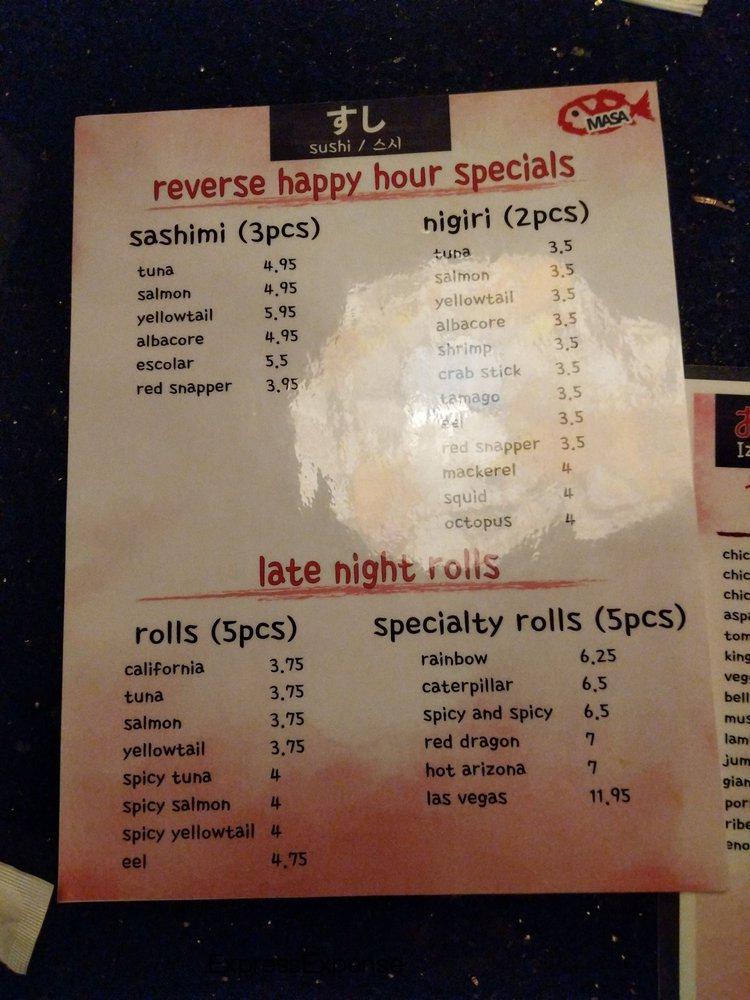 すし
sushi / 스시
MASA
reverse happy hour specials
sashimi (3pcs)
tuna 4.95
salmon 4.95
yellowtail 5.95
albacore 4.95
escolar 5.5
red snapper 3.95
nigiri (2pcs)
tuna 3.5
salmon 3.5
yellowtail 3.5
albacore 3.5
shrimp 3.5
crab stick 3.5
tamago 3.5
eel 3.5
red snapper 3.5
mackerel 4
squid 4
octopus 4
late night rolls
rolls (5pcs)
california 3.75
tuna 3.75
salmon 3.75
yellowtail 3.75
spicy tuna 4
spicy salmon 4
spicy yellowtail 4
eel 4.75
specialty rolls (5pcs)
rainbow 6.25
caterpillar 6.5
spicy and spicy 6.5
red dragon 7
hot arizona 7
las vegas 11.95
お
Iz
chic
chic
chic
aspa
tom
king
veg
bell
mus
lam
jum
gian
por
ribe
eno
ExpressExponse